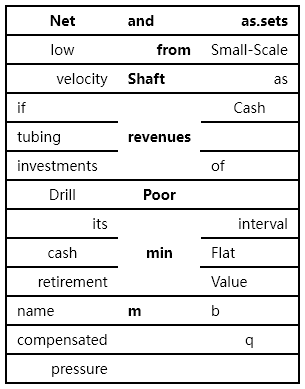 Net and as.sets
low from Small-Scale
velocity Shaft as
if Cash
tubing revenues
investments of
Drill Poor
its interval
cash min Flat
retirement Value
name m b
compensated q
pressure